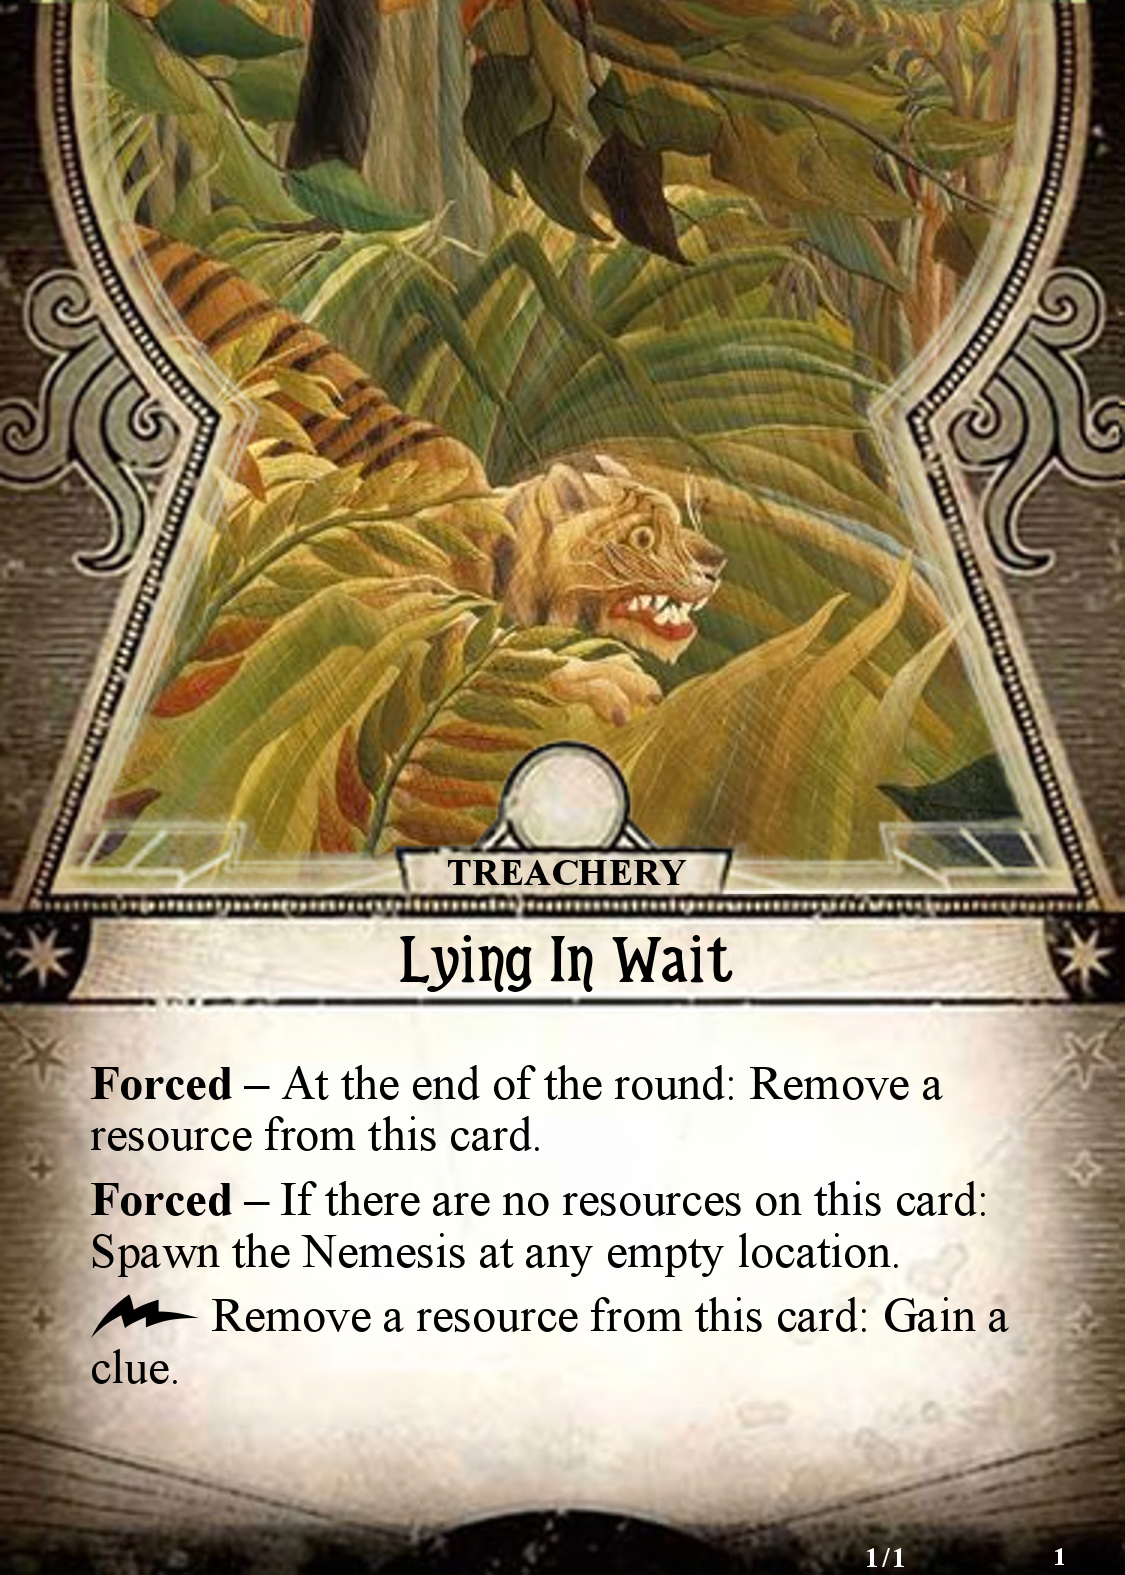 TREACHERY
Lying In Wait
Forced – At the end of the round: Remove a
resource from this card.
Forced – If there are no resources on this card:
Spawn the Nemesis at any empty location.
Remove a resource from this card: Gain a
clue.
1/1 1